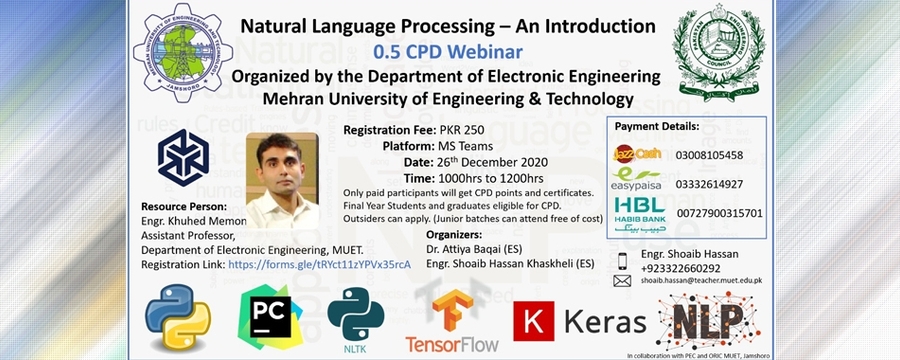 Natural Language Processing – An Introduction
0.5 CPD Webinar
Organized by the Department of Electronic Engineering
Mehran University of Engineering & Technology
MEHRAN UNIVERSITY OF ENGINEERING AND TECHNOLOGY
JAMSHORO
PAKISTAN ENGINEERING COUNCIL
Registration Fee: PKR 250
Platform: MS Teams
Date: 26th December 2020
Time: 1000hrs to 1200hrs
Only paid participants will get CPD points and certificates.
Final Year Students and graduates eligible for CPD.
Outsiders can apply. (Junior batches can attend free of cost)
Payment Details:
JazzCash 03008105458
easypaisa 03332614927
HBL
HABIB BANK
حبیب بینک
00727900315701
Resource Person:
Engr. Khuhed Memon
Assistant Professor,
Department of Electronic Engineering, MUET.
Registration Link: https://forms.gle/tRYct11zYPVx35rcA
Organizers:
Dr. Attiya Baqai (ES)
Engr. Shoaib Hassan Khaskheli (ES)
Engr. Shoaib Hassan
+923322660292
shoaib.hassan@teacher.muet.edu.pk
PC
NLTK
TensorFlow
K Keras
NLP
In collaboration with PEC and ORIC MUET, Jamshoro